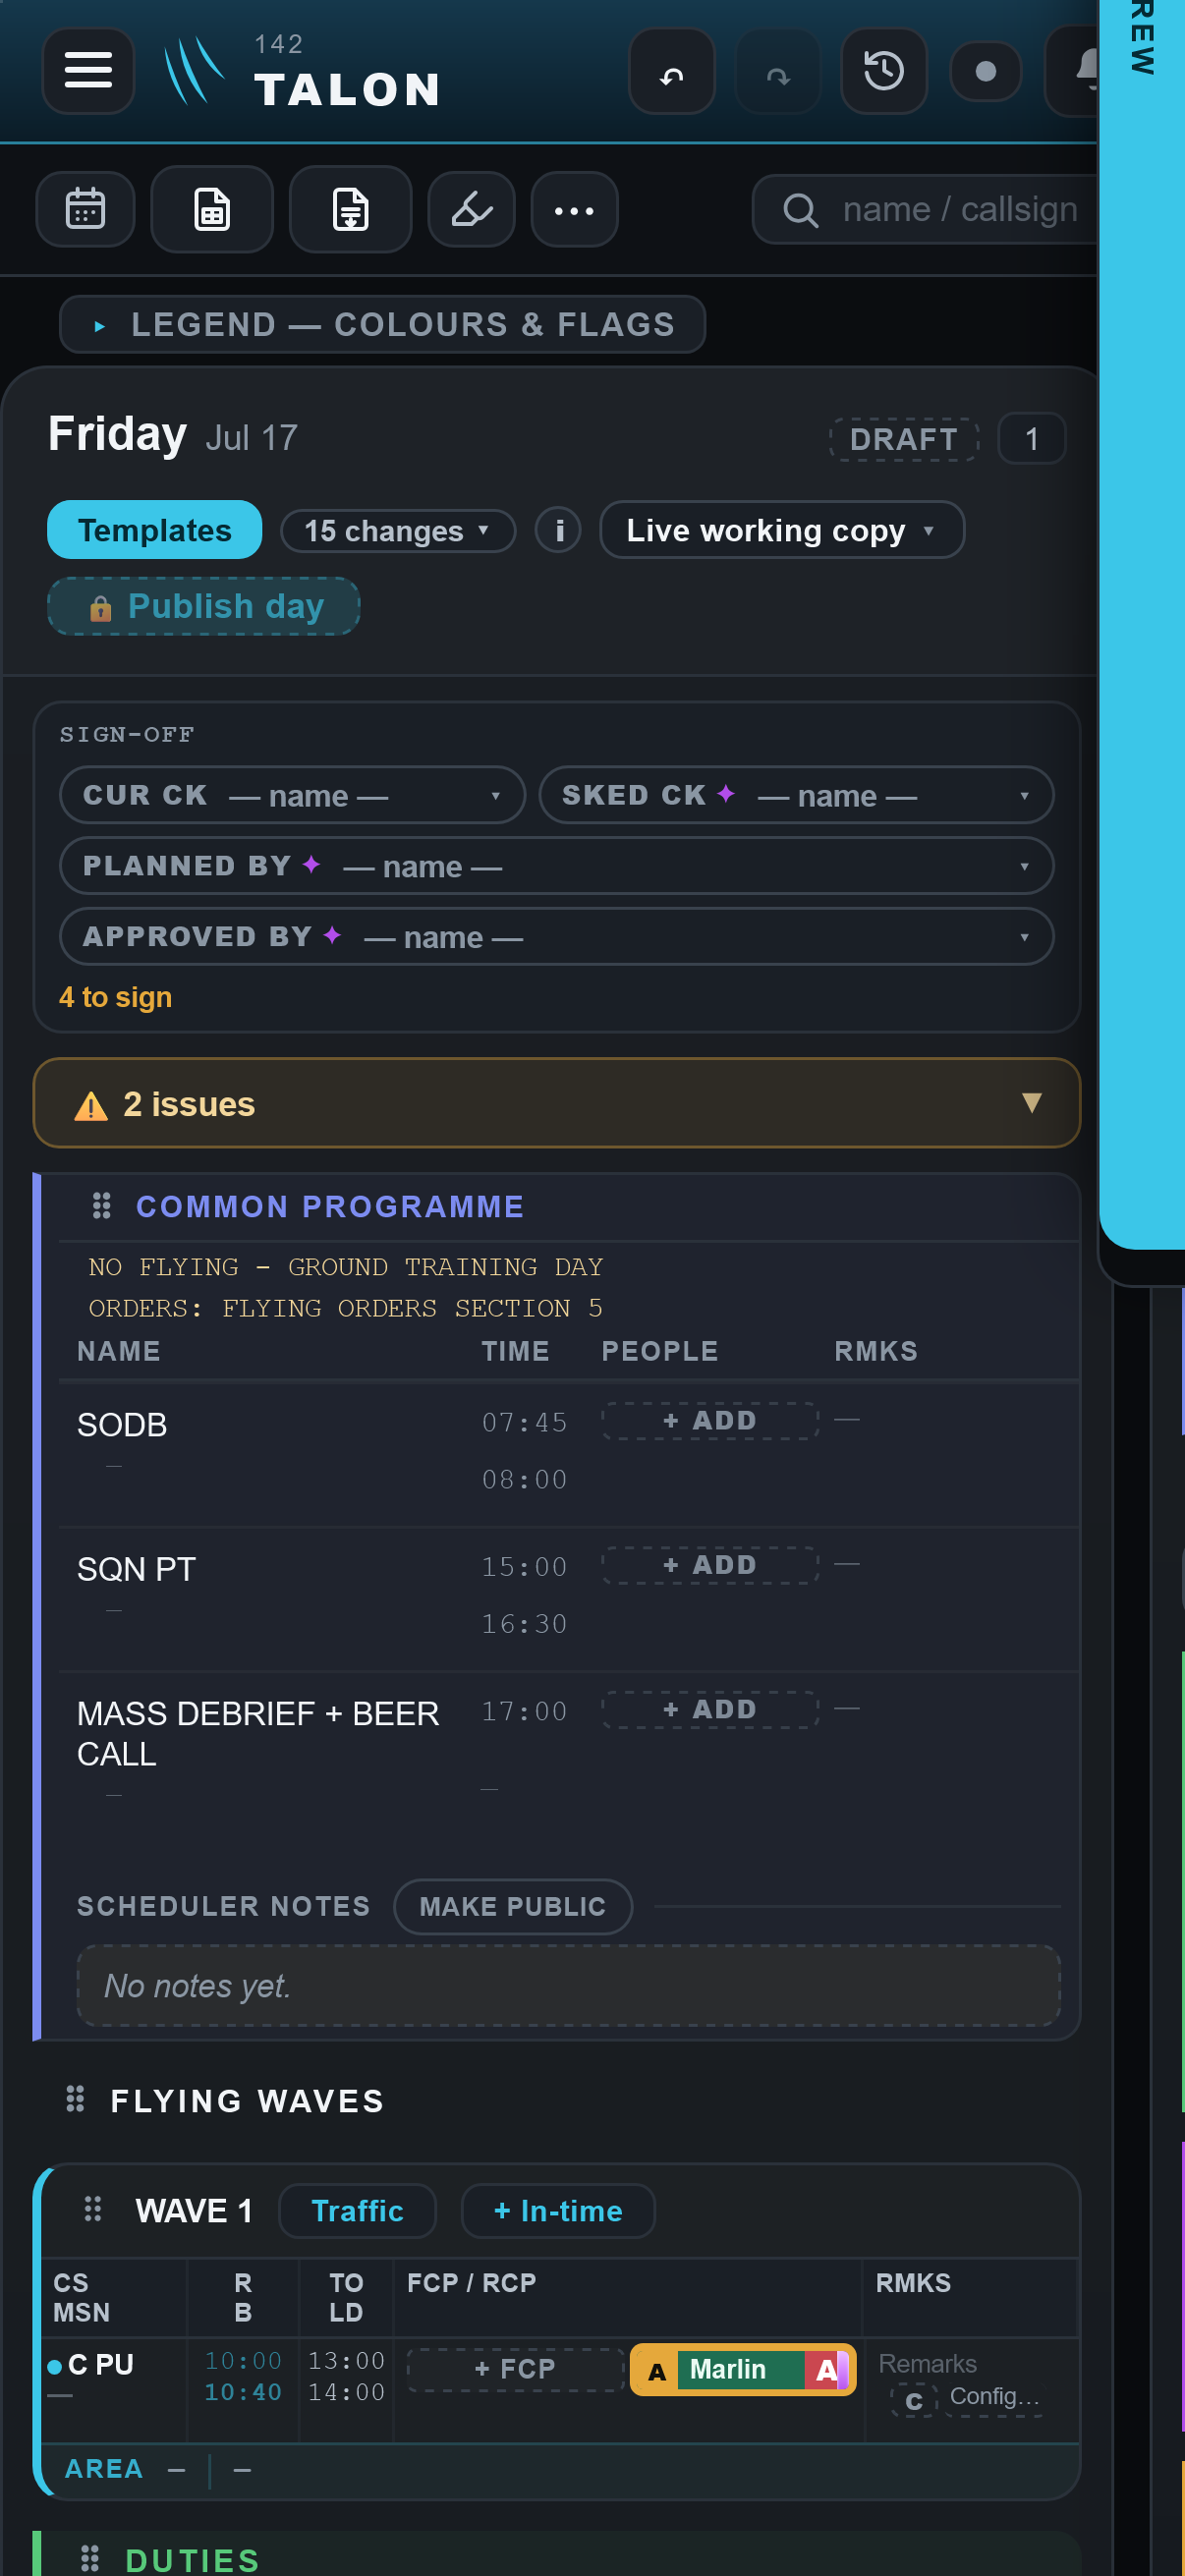 142
TALON
REW
name / callsign
LEGEND — COLOURS & FLAGS
Friday Jul 17
DRAFT 1
Templates 15 changes i Live working copy
Publish day
SIGN-OFF
CUR CK — name — SKED CK — name —
PLANNED BY — name —
APPROVED BY — name —
4 to sign
2 issues
COMMON PROGRAMME
NO FLYING - GROUND TRAINING DAY
ORDERS: FLYING ORDERS SECTION 5
NAME TIME PEOPLE RMKS
SODB 07:45 + ADD —
— 08:00
SQN PT 15:00 + ADD —
— 16:30
MASS DEBRIEF + BEER 17:00 + ADD —
CALL
— —
SCHEDULER NOTES MAKE PUBLIC
No notes yet.
FLYING WAVES
WAVE 1 Traffic + In-time
CS R TO FCP / RCP RMKS
MSN B LD
C PU 10:00 13:00 + FCP A Marlin A Remarks
— 10:40 14:00 C Config...
AREA — —
DUTIES